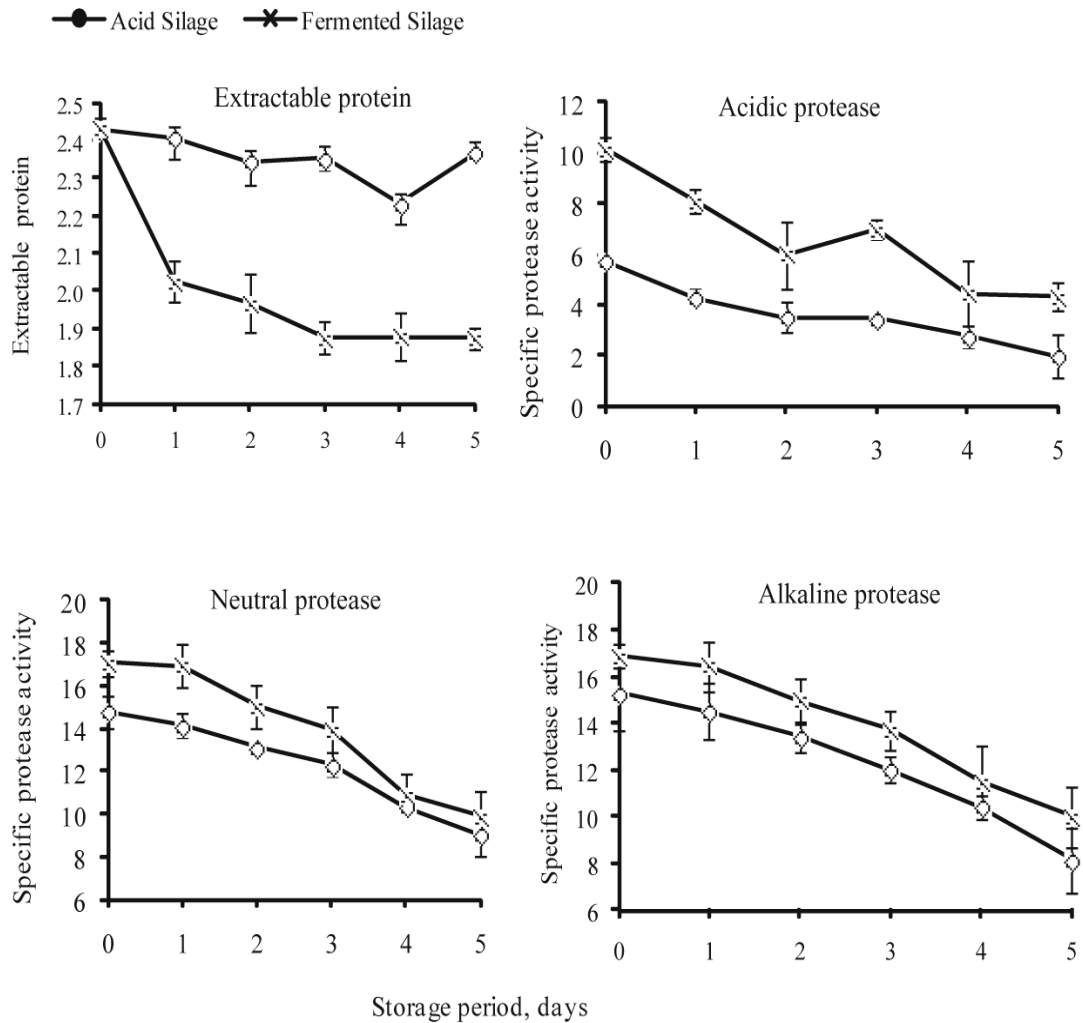 Acid Silage Fermented Silage
Extractable protein
Extractable protein
2.5
2.4
2.3
2.2
2.1
2.0
1.9
1.8
1.7
0 1 2 3 4 5
Acidic protease
Specific protease activity
12
10
8
6
4
2
0
0 1 2 3 4 5
Neutral protease
Specific protease activity
20
18
16
14
12
10
8
6
0 1 2 3 4 5
Alkaline protease
Specific protease activity
20
18
16
14
12
10
8
6
0 1 2 3 4 5
Storage period, days